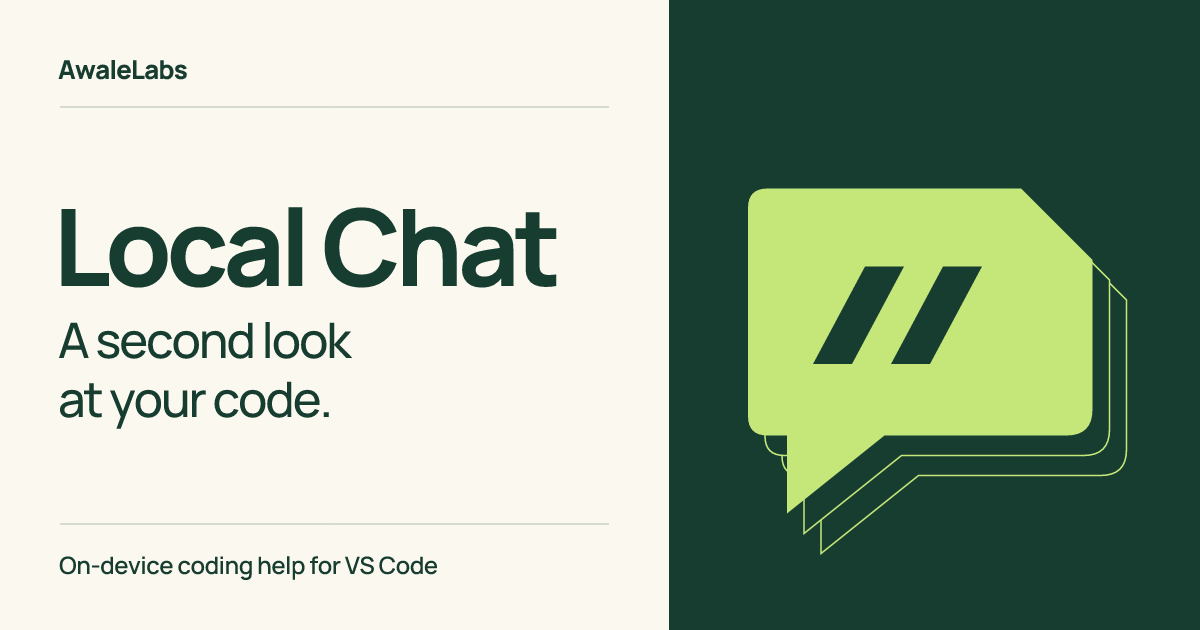 AwaleLabs
Local Chat
A second look
at your code.
On-device coding help for VS Code
//